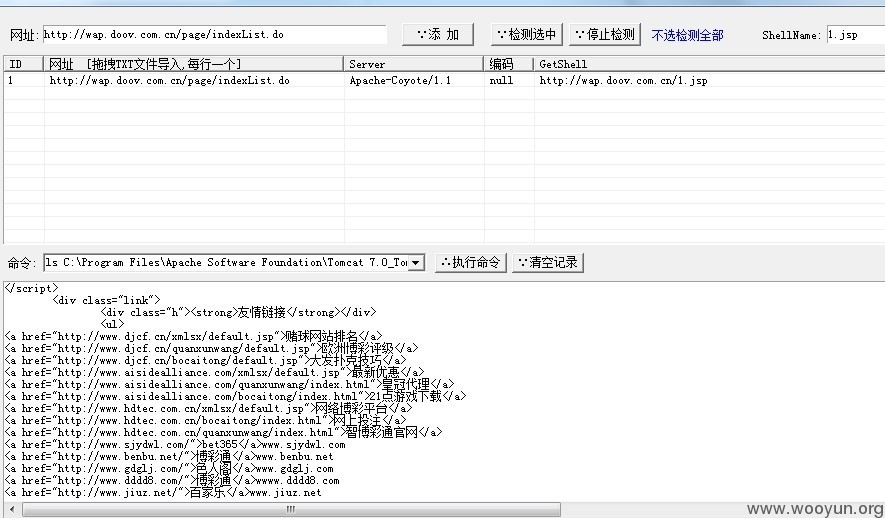 网址: http://wap.doov.com.cn/page/indexList.do ∵添 加 ∵检测选中 ∵停止检测 不选检测全部 ShellName: 1.jsp
ID 网址 [拖拽TXT文件导入,每行一个] Server 编码 GetShell
1 http://wap.doov.com.cn/page/indexList.do Apache-Coyote/1.1 null http://wap.doov.com.cn/1.jsp
命令: ls C:\Program Files\Apache Software Foundation\Tomcat 7.0_Tom ∴执行命令 ∵清空记录
</script>
<div class="link">
<div class="h"><strong>友情链接</strong></div>
<ul>
<a href="http://www.djcf.cn/xmlsx/default.jsp">赌球网站排名</a>
<a href="http://www.djcf.cn/quanxunwang/default.jsp">欧洲博彩评级</a>
<a href="http://www.djcf.cn/bocaitong/default.jsp">大发扑克技巧</a>
<a href="http://www.aisidealliance.com/xmlsx/default.jsp">最新优惠</a>
<a href="http://www.aisidealliance.com/quanxunwang/index.html">皇冠代理</a>
<a href="http://www.aisidealliance.com/bocaitong/index.html">21点游戏下载</a>
<a href="http://www.hdtec.com.cn/xmlsx/default.jsp">网络博彩平台</a>
<a href="http://www.hdtec.com.cn/bocaitong/index.html">网上投注</a>
<a href="http://www.hdtec.com.cn/quanxunwang/index.html">智博彩通官网</a>
<a href="http://www.sjydwl.com/">bet365</a>www.sjydwl.com
<a href="http://www.benbu.net/">博彩通</a>www.benbu.net
<a href="http://www.gdglj.com/">色人阁</a>www.gdglj.com
<a href="http://www.dddd8.com/">博彩通</a>wwww.dddd8.com
<a href="http://www.jiuz.net/">百家乐</a>www.jiuz.net
www.wooyun.org